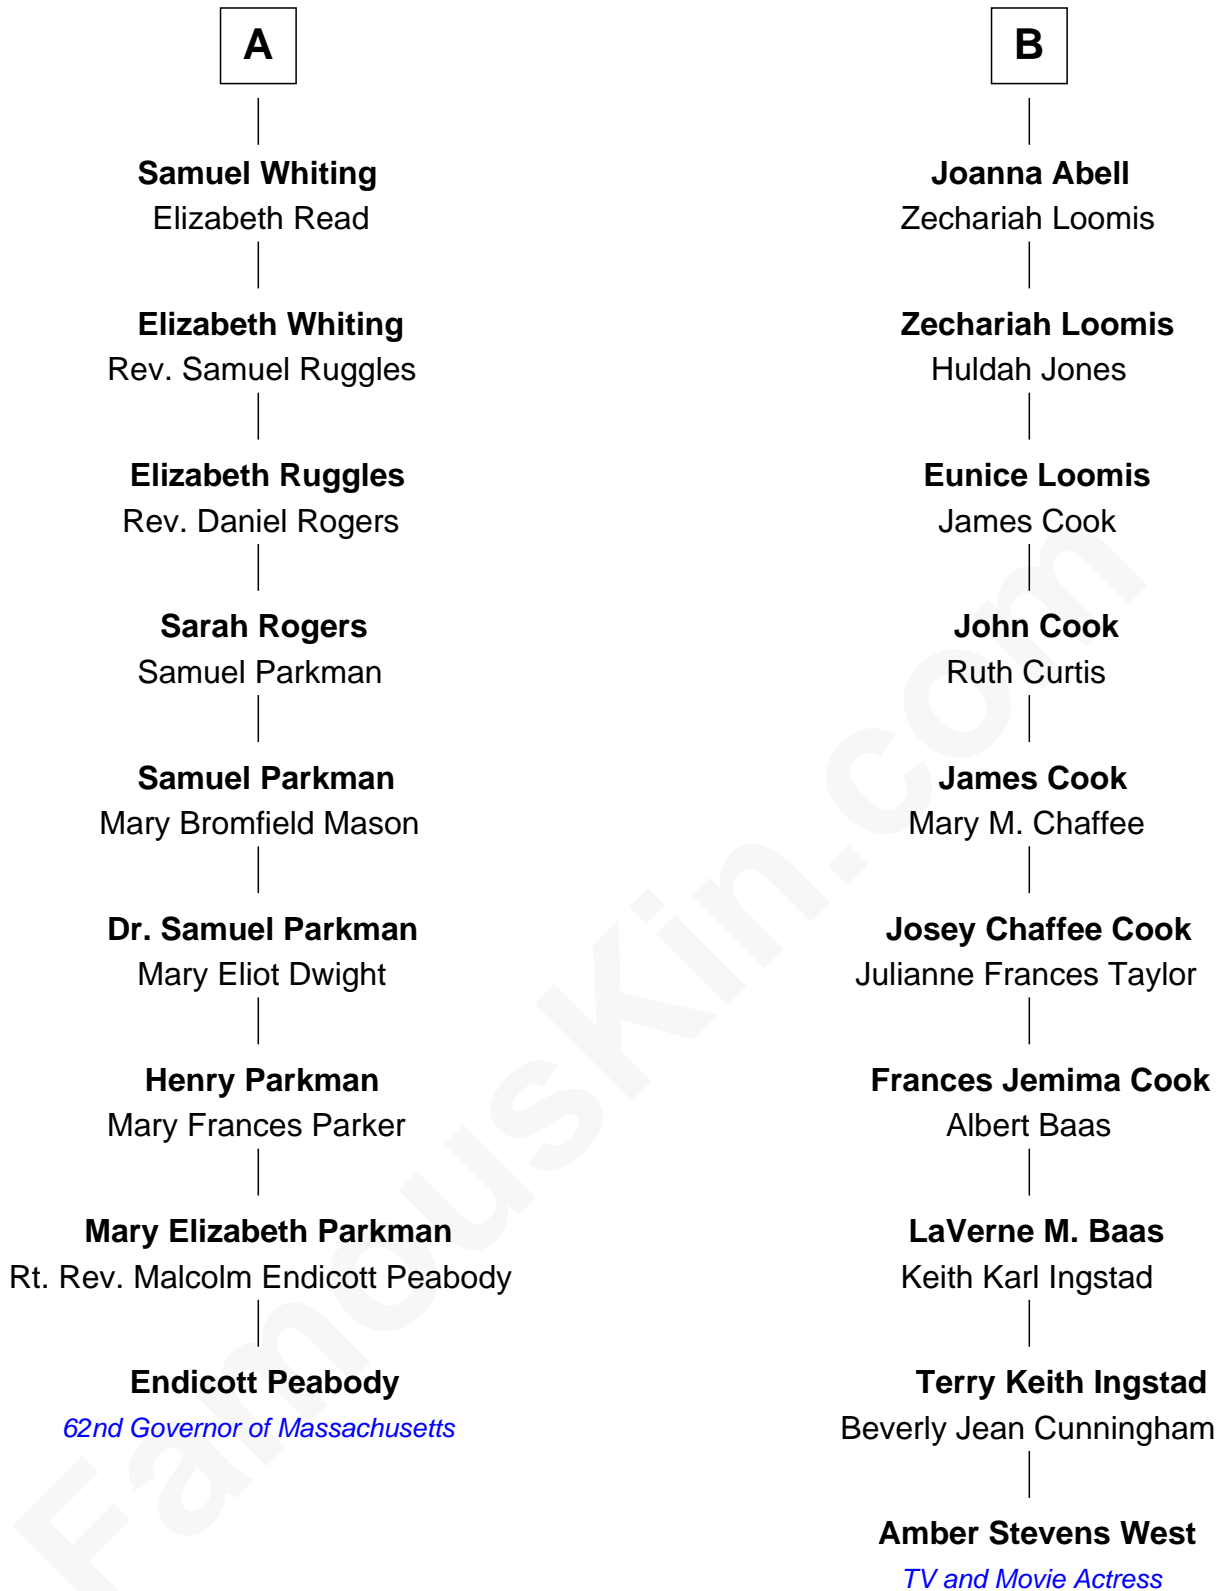 A
Samuel Whiting
Elizabeth Read
Elizabeth Whiting
Rev. Samuel Ruggles
Elizabeth Ruggles
Rev. Daniel Rogers
Sarah Rogers
Samuel Parkman
Samuel Parkman
Mary Bromfield Mason
Dr. Samuel Parkman
Mary Eliot Dwight
Henry Parkman
Mary Frances Parker
Mary Elizabeth Parkman
Rt. Rev. Malcolm Endicott Peabody
Endicott Peabody
62nd Governor of Massachusetts
B
Joanna Abell
Zechariah Loomis
Zechariah Loomis
Huldah Jones
Eunice Loomis
James Cook
John Cook
Ruth Curtis
James Cook
Mary M. Chaffee
Josey Chaffee Cook
Julianne Frances Taylor
Frances Jemima Cook
Albert Baas
LaVerne M. Baas
Keith Karl Ingstad
Terry Keith Ingstad
Beverly Jean Cunningham
Amber Stevens West
TV and Movie Actress
FamousKin.com